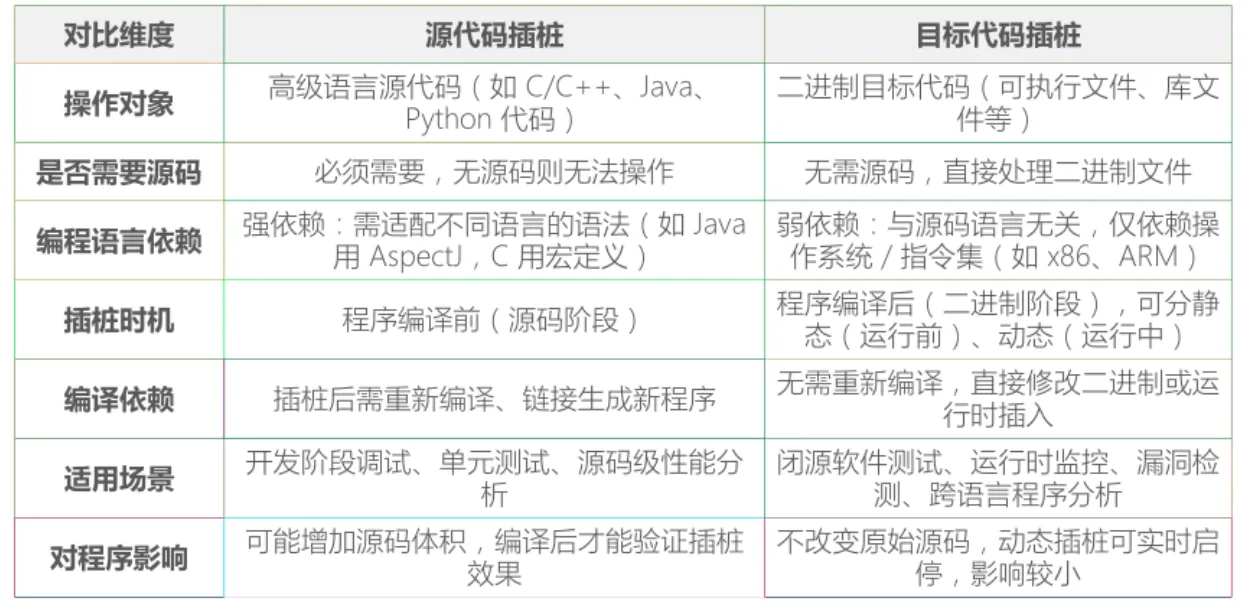 对比维度
源代码插桩
目标代码插桩
操作对象
高级语言源代码（如 C/C++、Java、
Python 代码）
二进制目标代码（可执行文件、库文
件等）
是否需要源码
必须需要，无源码则无法操作
无需源码，直接处理二进制文件
编程语言依赖
强依赖：需适配不同语言的语法（如 Java
用 AspectJ，C 用宏定义）
弱依赖：与源码语言无关，仅依赖操
作系统 / 指令集（如 x86、ARM）
插桩时机
程序编译前（源码阶段）
程序编译后（二进制阶段），可分静
态（运行前）、动态（运行中）
编译依赖
插桩后需重新编译、链接生成新程序
无需重新编译，直接修改二进制或运
行时插入
适用场景
开发阶段调试、单元测试、源码级性能分
析
闭源软件测试、运行时监控、漏洞检
测、跨语言程序分析
对程序影响
可能增加源码体积，编译后才能验证插桩
效果
不改变原始源码，动态插桩可实时启
停，影响较小